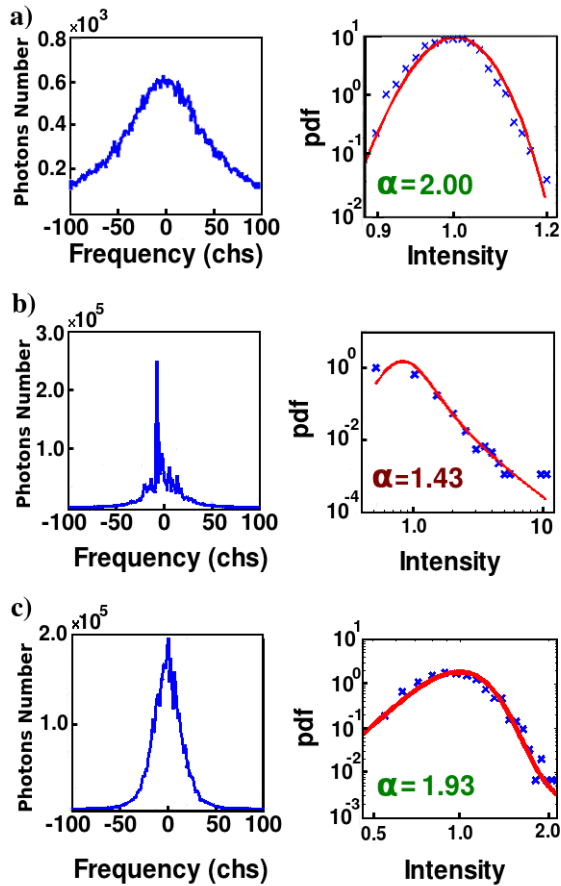 a)
×10³
0.8
0.6
0.4
0.2
-100 -50 0 50 100
Photons Number
Frequency (chs)
10¹
10⁰
10⁻¹
10⁻²
0.9 1.0 1.2
pdf
α=2.00
Intensity
b)
×10⁵
3.0
2.0
1.0
-100 -50 0 50 100
Photons Number
Frequency (chs)
10⁰
10⁻²
10⁻⁴
1.0 10
pdf
α=1.43
Intensity
c)
×10⁵
2.0
1.0
-100 -50 0 50 100
Photons Number
Frequency (chs)
10¹
10⁰
10⁻¹
10⁻²
10⁻³
0.5 1.0 2.0
pdf
α=1.93
Intensity